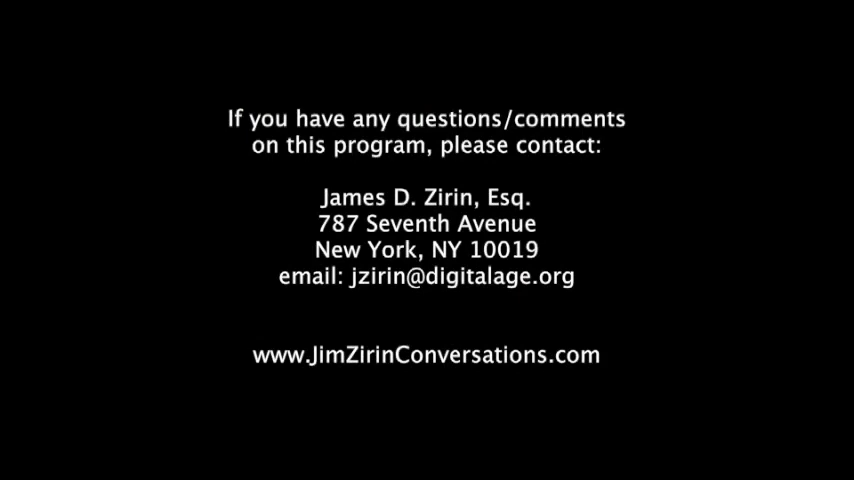 If you have any questions/comments
on this program, please contact:
James D. Zirin, Esq.
787 Seventh Avenue
New York, NY 10019
email: jzirin@digitalage.org
www.JimZirinConversations.com